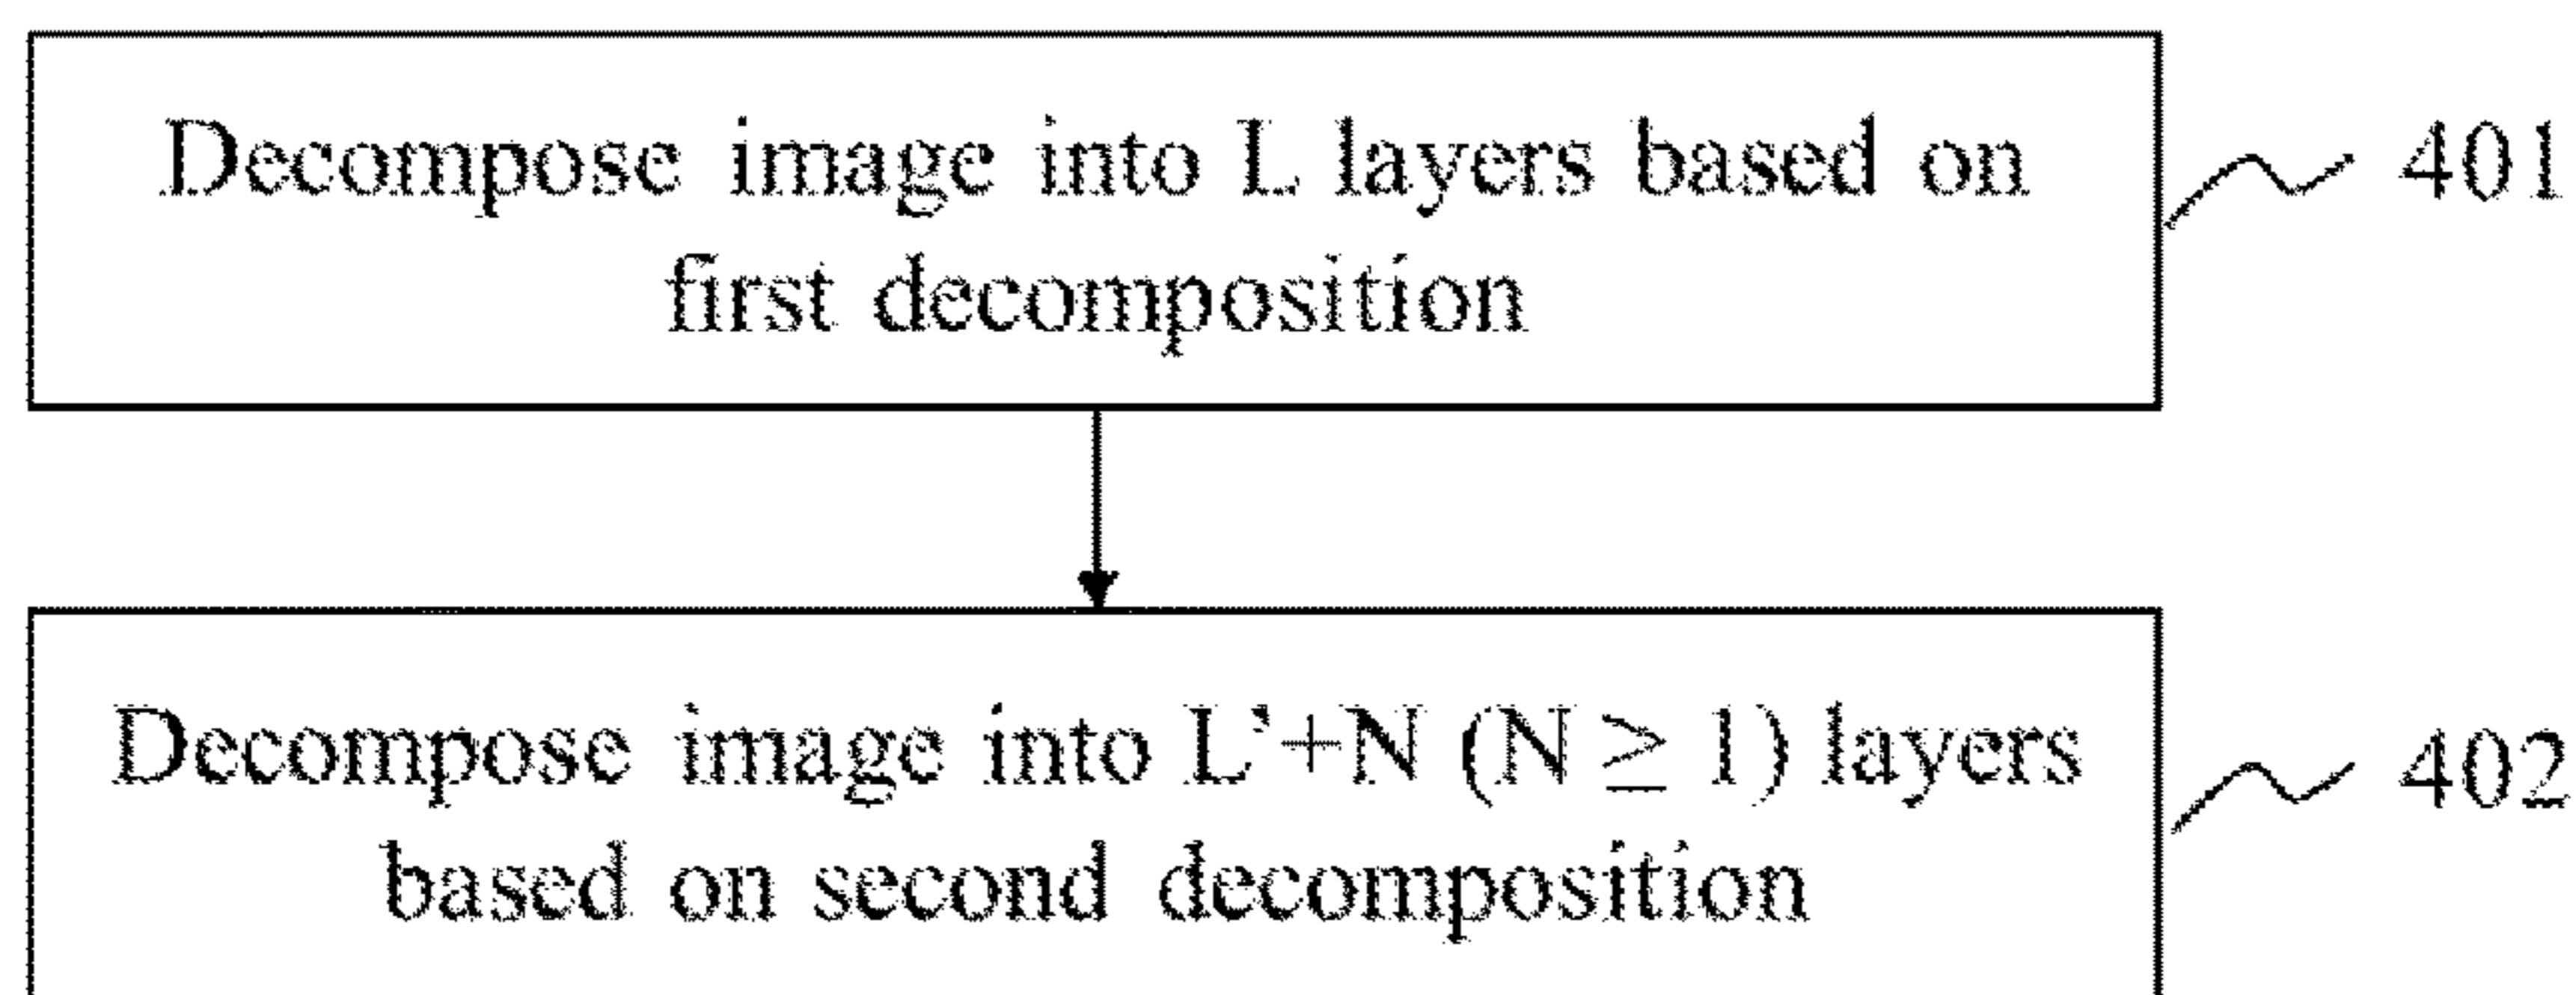 Decompose image into L layers based on
first decomposition
401
Decompose image into L'+N (N ≥ 1) layers
based on second decomposition
402